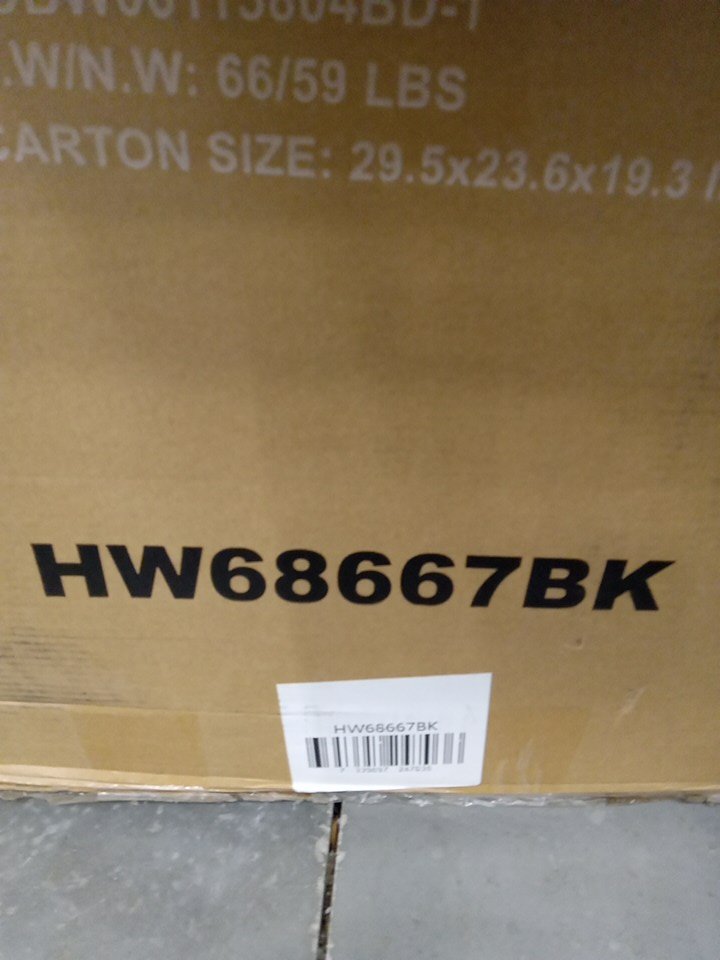 .W/N.W: 66/59 LBS
CARTON SIZE: 29.5x23.6x19.3 /
HW68667BK
HW68667BK